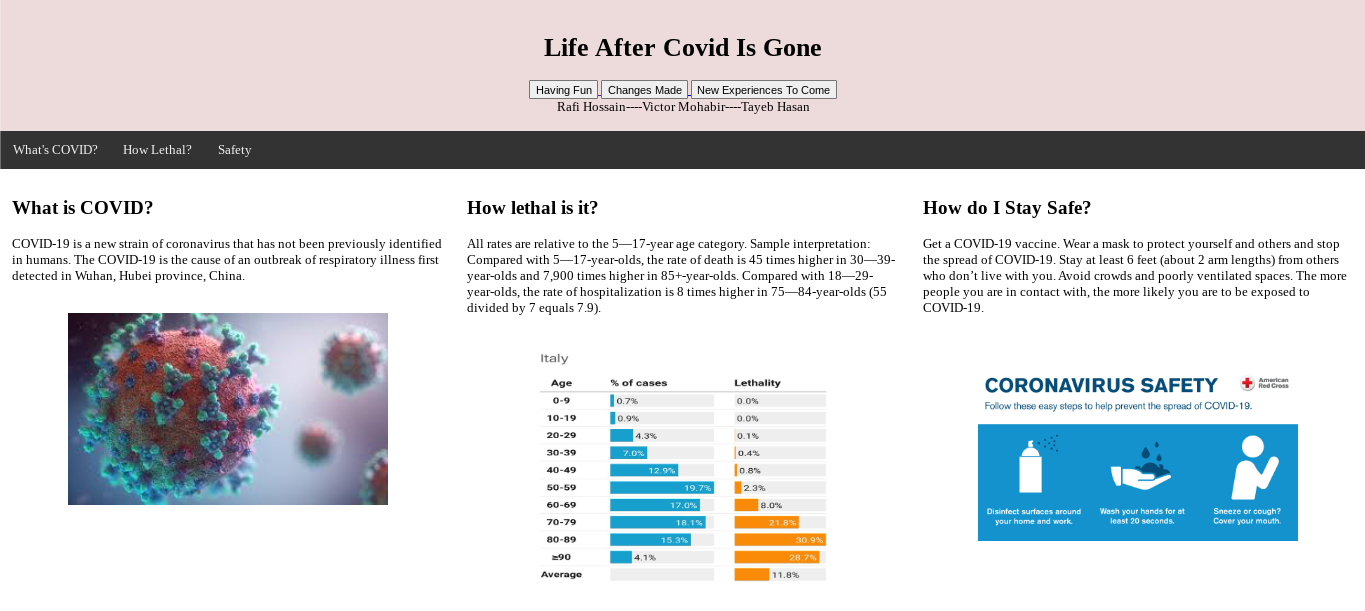 Life After Covid Is Gone
Having Fun Changes Made New Experiences To Come
Rafi Hossain----Victor Mohabir----Tayeb Hasan
What's COVID? How Lethal? Safety
What is COVID?
COVID-19 is a new strain of coronavirus that has not been previously identified
in humans. The COVID-19 is the cause of an outbreak of respiratory illness first
detected in Wuhan, Hubei province, China.
How lethal is it?
All rates are relative to the 5—17-year age category. Sample interpretation:
Compared with 5—17-year-olds, the rate of death is 45 times higher in 30—39-
year-olds and 7,900 times higher in 85+-year-olds. Compared with 18—29-
year-olds, the rate of hospitalization is 8 times higher in 75—84-year-olds (55
divided by 7 equals 7.9).
Italy
Age % of cases Lethality
0-9 0.7% 0.0%
10-19 0.9% 0.0%
20-29 4.3% 0.1%
30-39 7.0% 0.4%
40-49 12.9% 0.8%
50-59 19.7% 2.3%
60-69 17.0% 8.0%
70-79 18.1% 21.8%
80-89 15.3% 30.9%
≥90 4.1% 28.7%
Average 11.8%
How do I Stay Safe?
Get a COVID-19 vaccine. Wear a mask to protect yourself and others and stop
the spread of COVID-19. Stay at least 6 feet (about 2 arm lengths) from others
who don’t live with you. Avoid crowds and poorly ventilated spaces. The more
people you are in contact with, the more likely you are to be exposed to
COVID-19.
CORONAVIRUS SAFETY
American
Red Cross
Follow these easy steps to help prevent the spread of COVID-19.
Disinfect surfaces around
your home and work.
Wash your hands for at
least 20 seconds.
Sneeze or cough?
Cover your mouth.